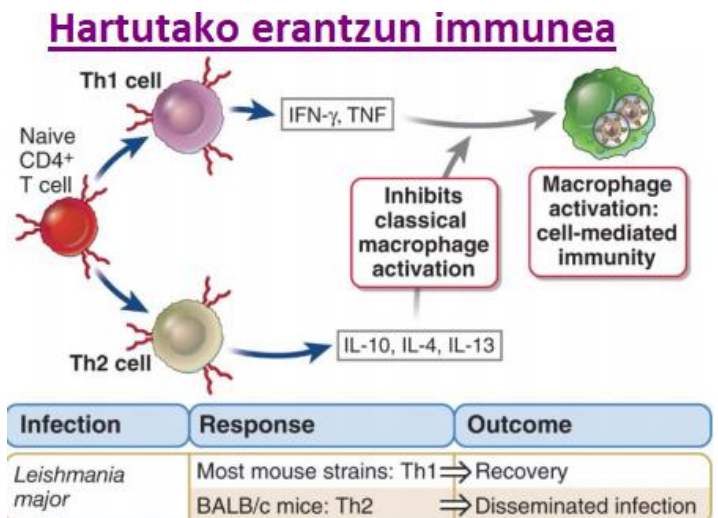 Hartutako erantzun immunea
Th1 cell
IFN-γ, TNF
Naive
CD4+
T cell
Inhibits
classical
macrophage
activation
Macrophage
activation:
cell-mediated
immunity
Th2 cell
IL-10, IL-4, IL-13
Infection Response Outcome
Leishmania
major
Most mouse strains: Th1 ⇒ Recovery
BALB/c mice: Th2 ⇒ Disseminated infection